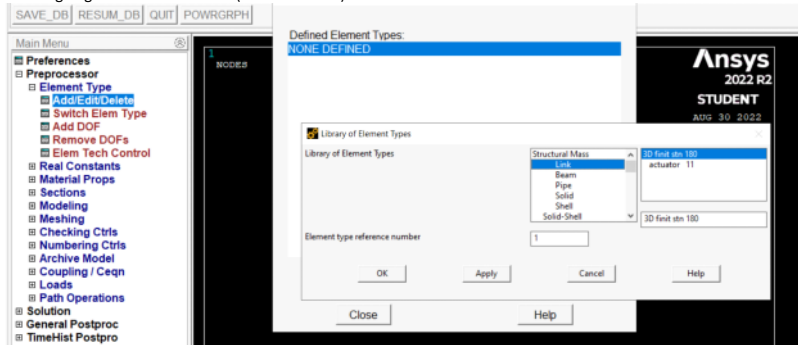 SAVE_DB RESUM_DB QUIT POWRGRPH
Main Menu
Preferences
Preprocessor
Element Type
Add/Edit/Delete
Switch Elem Type
Add DOF
Remove DOFs
Elem Tech Control
Real Constants
Material Props
Sections
Modeling
Meshing
Checking Ctrls
Numbering Ctrls
Archive Model
Coupling / Ceqn
Loads
Path Operations
Solution
General Postproc
TimeHist Postpro
1
NODES
Defined Element Types:
NONE DEFINED
Ansys
2022 R2
STUDENT
AUG 30 2022
Library of Element Types
Library of Element Types
Structural Mass
Link
Beam
Pipe
Solid
Shell
Solid-Shell
3D finit stn 180
actuator 11
3D finit stn 180
Element type reference number
1
OK Apply Cancel Help
Close Help